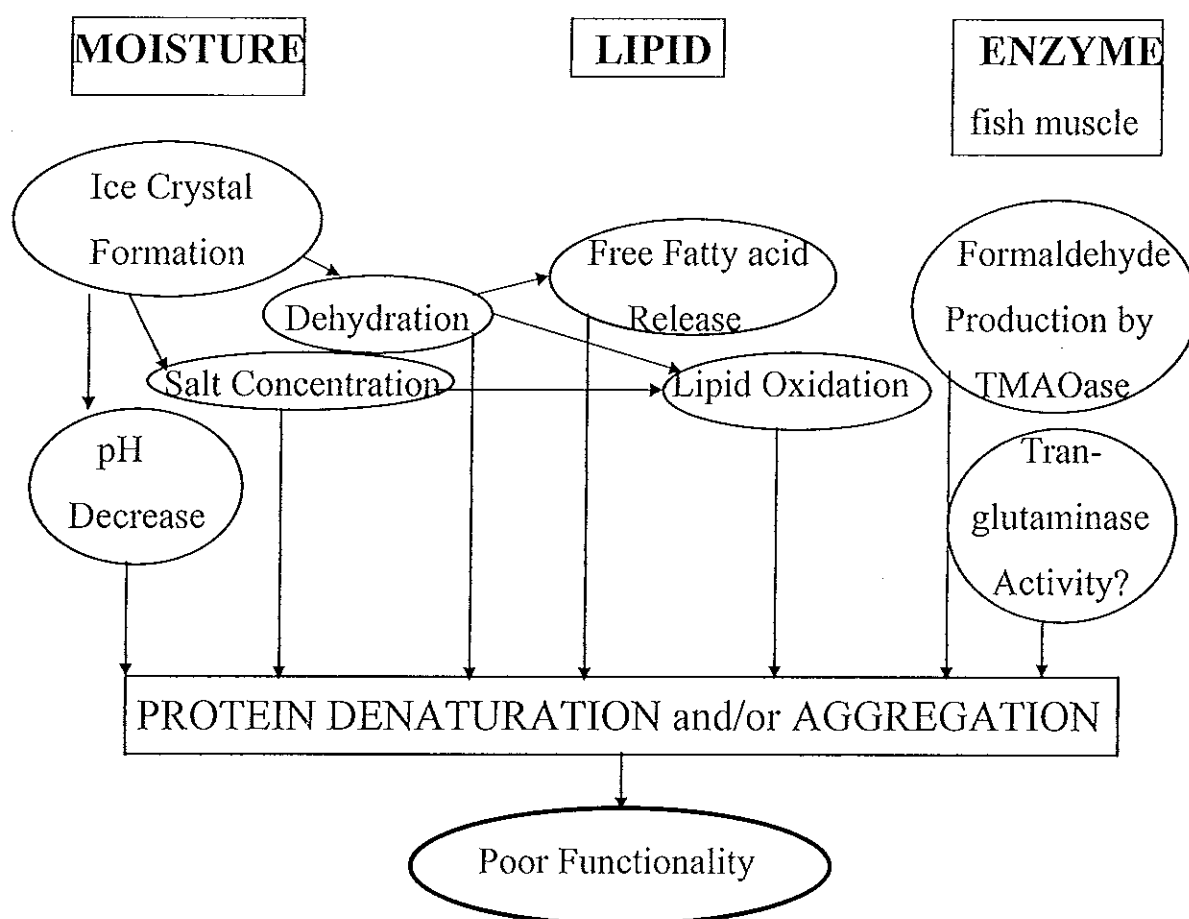 MOISTURE
LIPID
ENZYME
fish muscle
Ice Crystal
Formation
Dehydration
Salt Concentration
pH
Decrease
Free Fatty acid
Release
Lipid Oxidation
Formaldehyde
Production by
TMAOase
Tran-
glutaminase
Activity?
PROTEIN DENATURATION and/or AGGREGATION
Poor Functionality